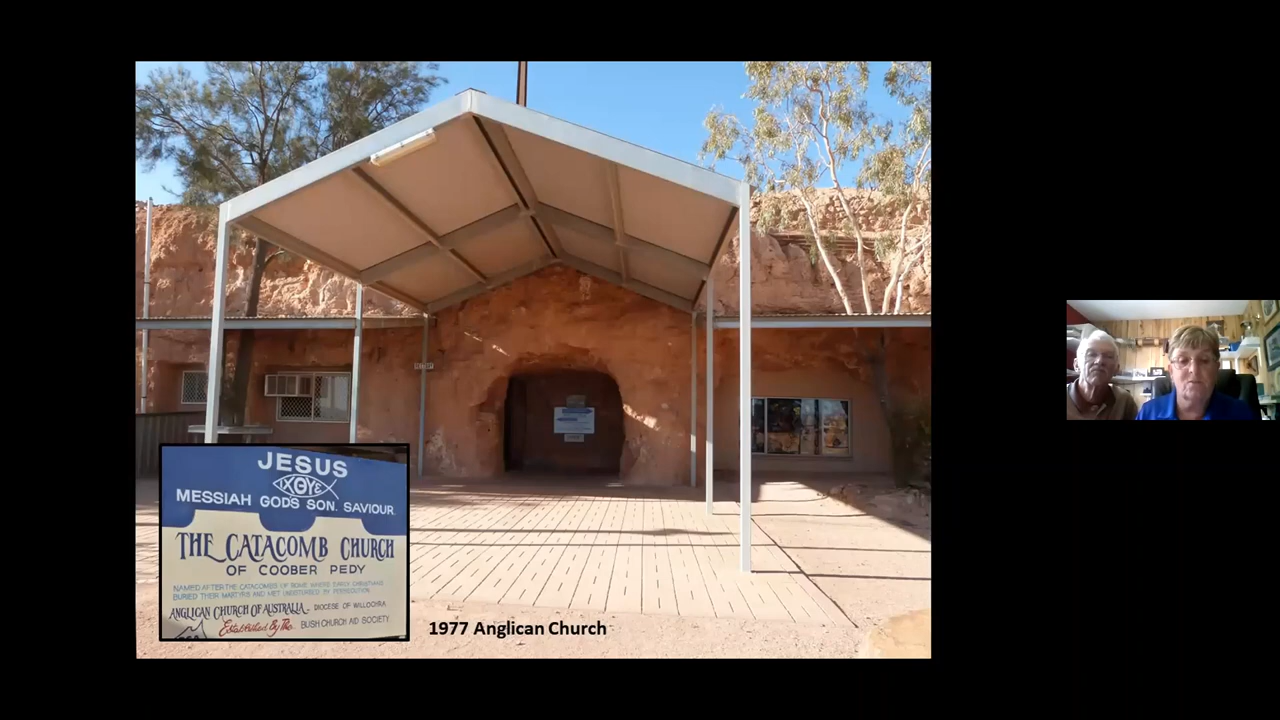 JESUS
ΙΧΘΥΕ
MESSIAH GODS SON. SAVIOUR.
THE CATACOMB CHURCH
OF COOBER PEDY
NAMED AFTER THE CATACOMBS OF ROME WHERE EARLY CHRISTIANS
BURIED THEIR MARTYRS AND MET UNDISTURBED BY PERSECUTION.
ANGLICAN CHURCH OF AUSTRALIA DIOCESE OF WILLOCHRA.
Established By The BUSH CHURCH AID SOCIETY
1977 Anglican Church